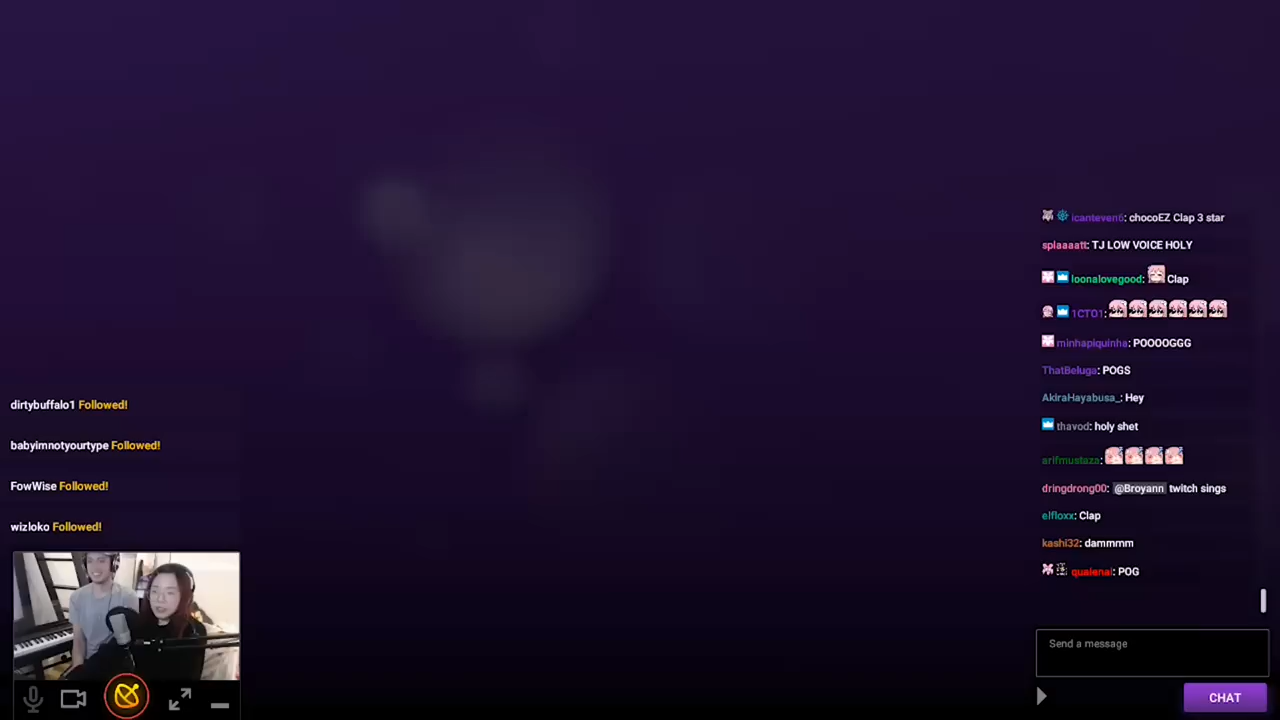 icanteven6: chocoEZ Clap 3 star
splaaaatt: TJ LOW VOICE HOLY
loonalovegood: Clap
1CTO1:
minhapiquinha: POOOOGGG
ThatBeluga: POGS
AkiraHayabusa_: Hey
thavod: holy shet
arifmustaza:
dringdrong00: @Broyann twitch sings
elfloxx: Clap
kashi32: dammmm
qualenal: POG
dirtybuffalo1 Followed!
babyimnotyourtype Followed!
FowWise Followed!
wizloko Followed!
Send a message
CHAT